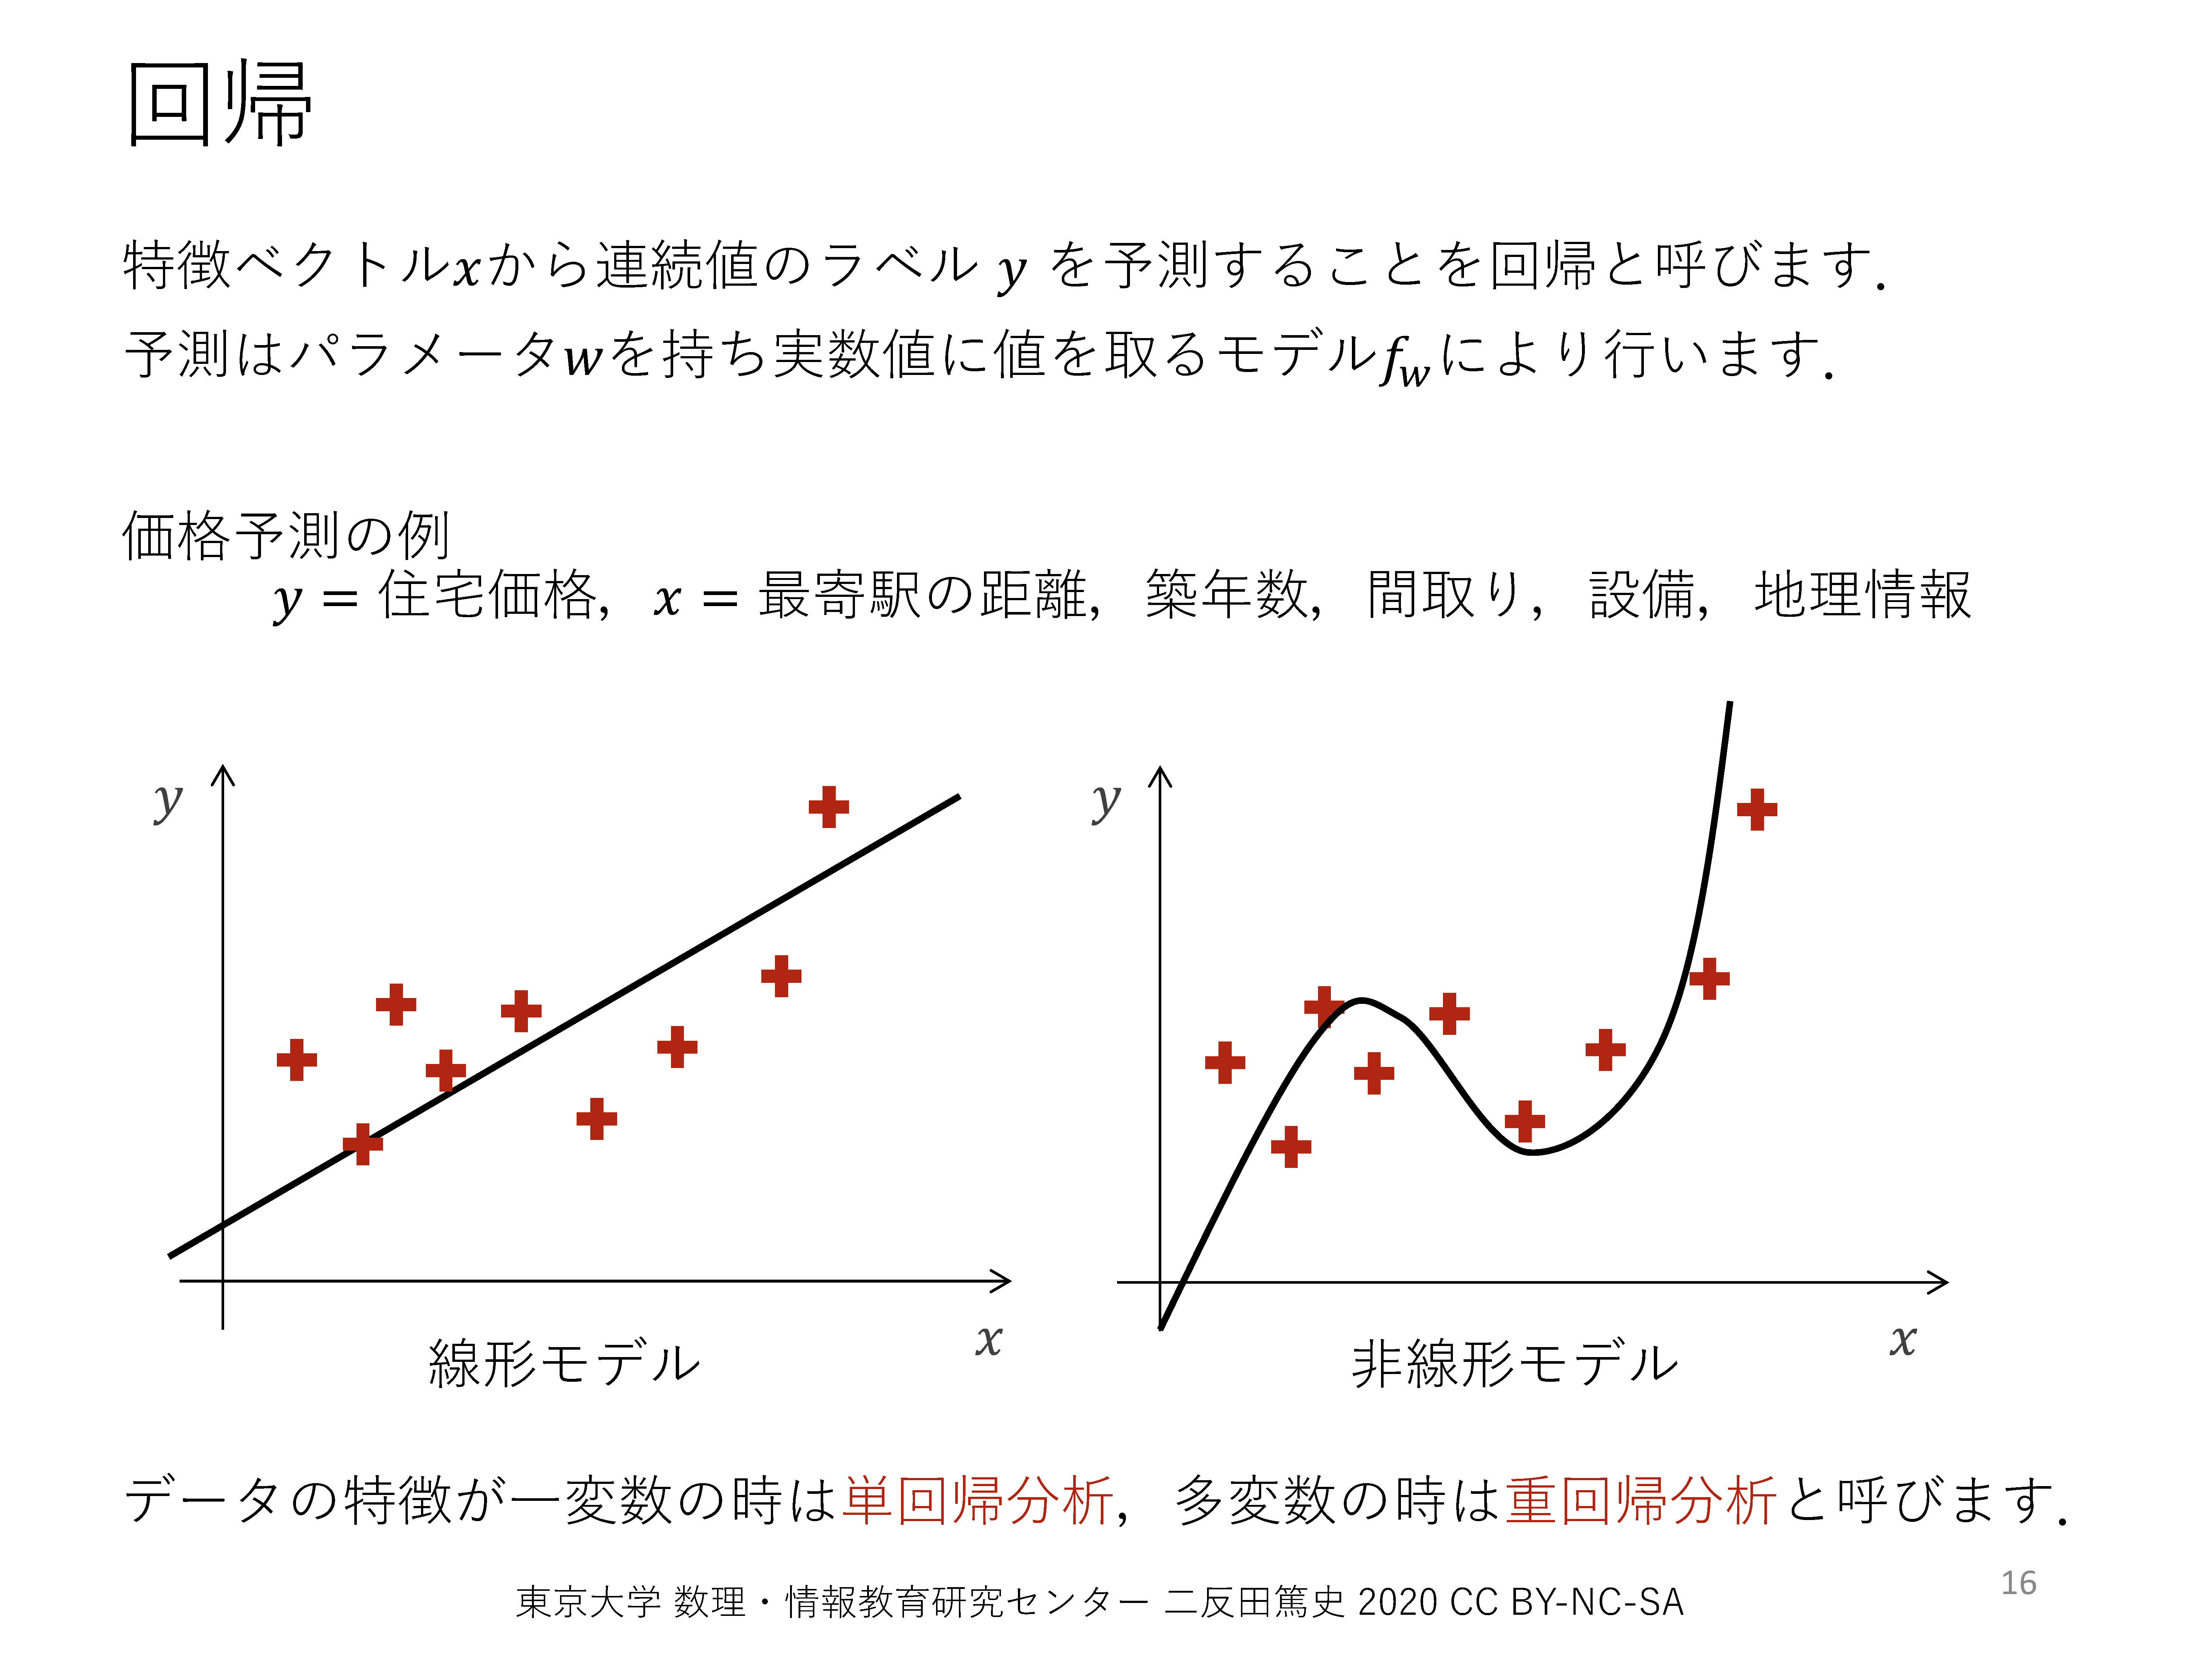 回帰
特徴ベクトルxから連続値のラベル y を予測することを回帰と呼びます.
予測はパラメータwを持ち実数値に値を取るモデルf_wにより行います.
価格予測の例
y = 住宅価格, x = 最寄駅の距離, 築年数, 間取り, 設備, 地理情報
y
x
線形モデル
y
x
非線形モデル
データの特徴が一変数の時は単回帰分析, 多変数の時は重回帰分析と呼びます.
東京大学 数理・情報教育研究センター 二反田篤史 2020 CC BY-NC-SA
16